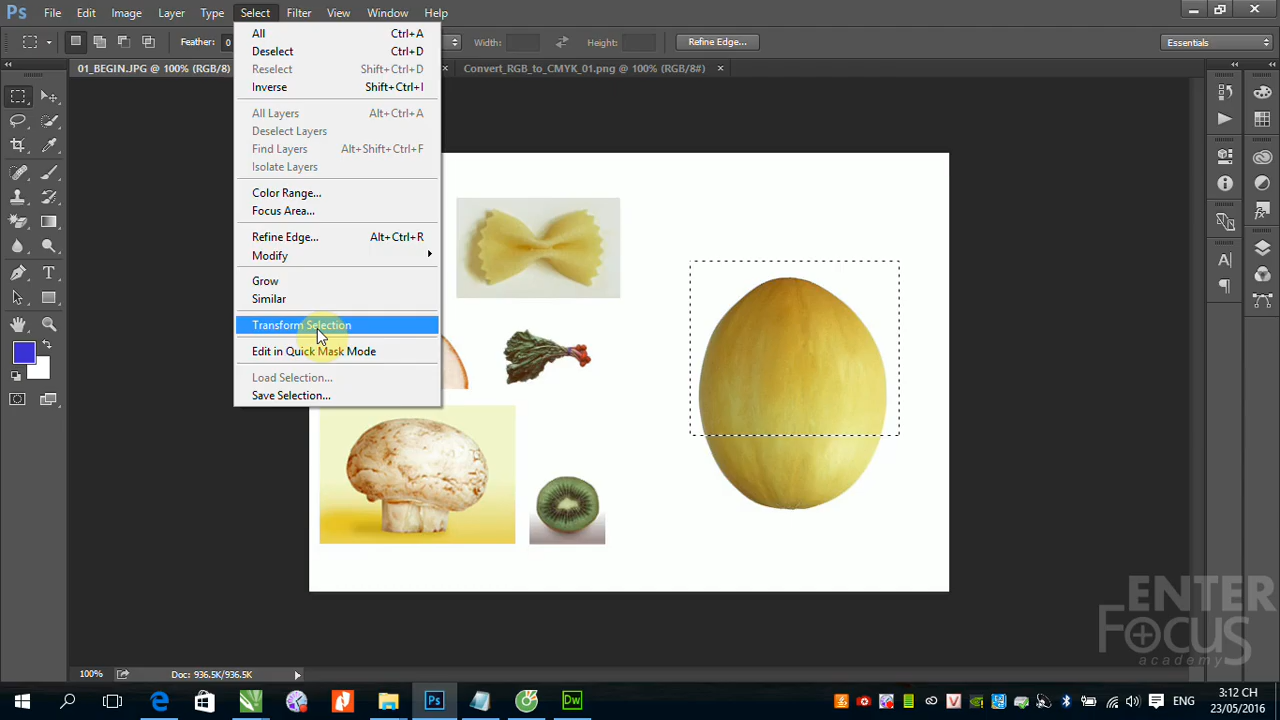 Ps File Edit Image Layer Type Select Filter View Window Help
Feather: 0 Width: Height: Refine Edge... Essentials
01_BEGIN.JPG @ 100% (RGB/8) Convert_RGB_to_CMYK_01.png @ 100% (RGB/8#)
All Ctrl+A
Deselect Ctrl+D
Reselect Shift+Ctrl+D
Inverse Shift+Ctrl+I
All Layers Alt+Ctrl+A
Deselect Layers
Find Layers Alt+Shift+Ctrl+F
Isolate Layers
Color Range...
Focus Area...
Refine Edge... Alt+Ctrl+R
Modify
Grow
Similar
Transform Selection
Edit in Quick Mask Mode
Load Selection...
Save Selection...
ENTER
FOCUS
academy
100% Doc: 936.5K/936.5K
Ps Dw V ENG 3:12 CH
23/05/2016